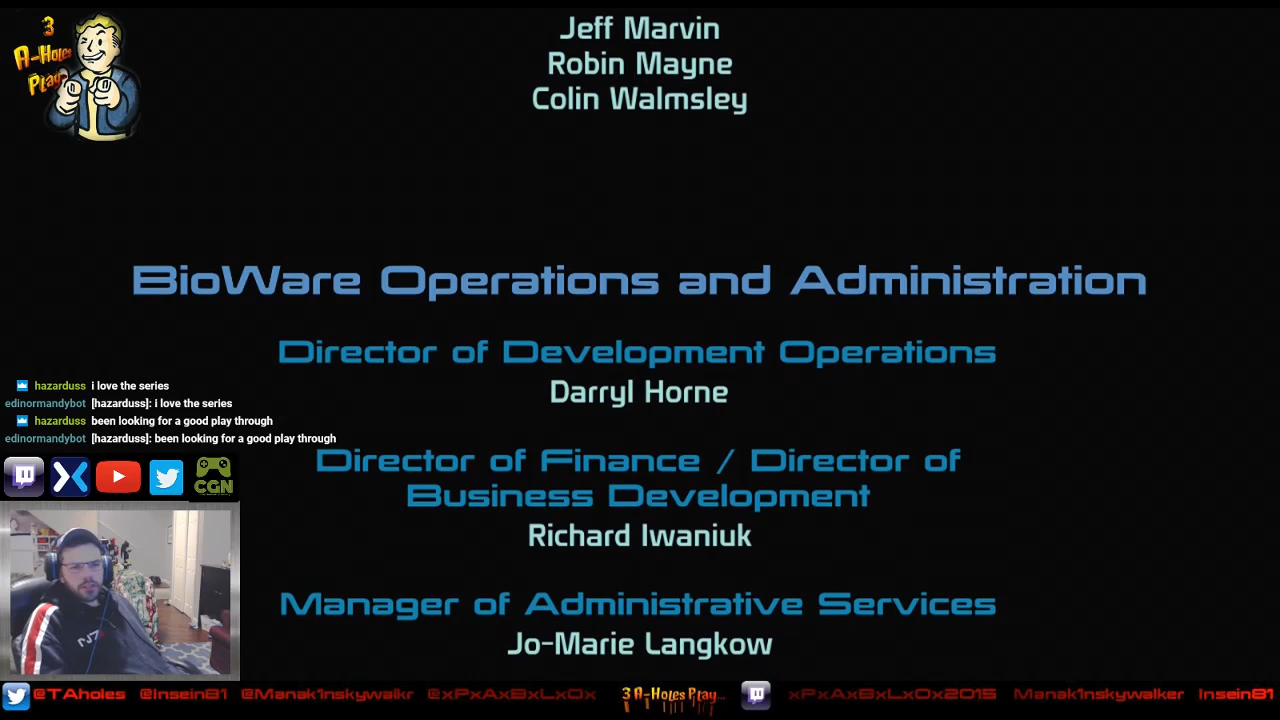 3
A-Holes
Play...
Jeff Marvin
Robin Mayne
Colin Walmsley
BioWare Operations and Administration
Director of Development Operations
Darryl Horne
hazarduss i love the series
edinormandybot [hazarduss]: i love the series
hazarduss been looking for a good play through
edinormandybot [hazarduss]: been looking for a good play through
Director of Finance / Director of
Business Development
Richard Iwaniuk
CGN
Manager of Administrative Services
Jo-Marie Langkow
N7
@TAholes @Insein81 @Manak1nskywalkr @xPxAxBxLxOx 3 A-Holes Play... xPxAxBxLxOx2015 Manak1nskywalker Insein81